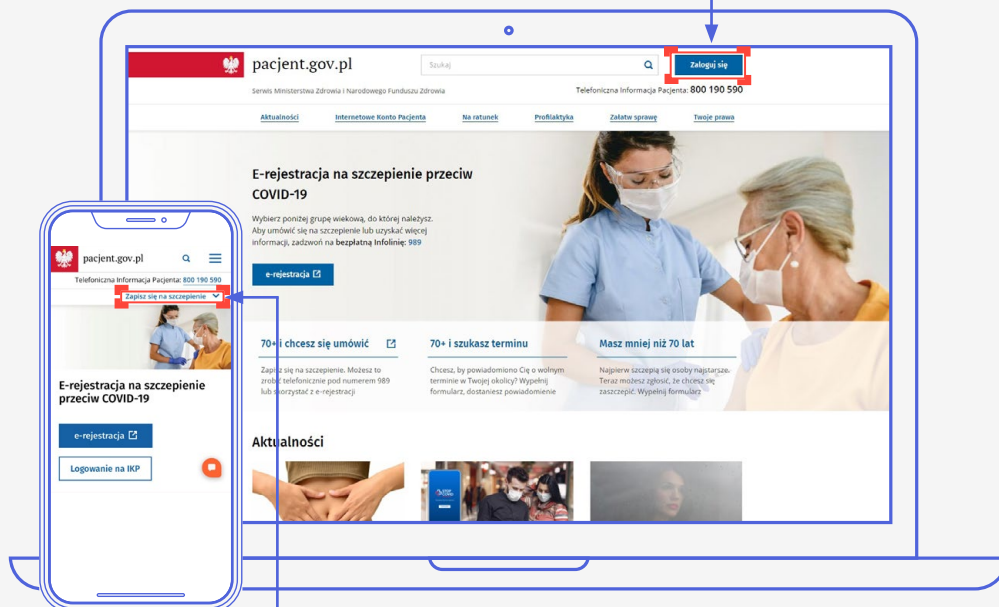 pacjent.gov.pl
Szukaj
Zaloguj się
Serwis Ministerstwa Zdrowia i Narodowego Funduszu Zdrowia
Telefoniczna Informacja Pacjenta: 800 190 590
Aktualności
Internetowe Konto Pacjenta
Na ratunek
Profilaktyka
Załatw sprawę
Twoje prawa
E-rejestracja na szczepienie przeciw
COVID-19
Wybierz poniżej grupę wiekową, do której należysz.
Aby umówić się na szczepienie lub uzyskać więcej
informacji, zadzwoń na bezpłatną Infolinię: 989
e-rejestracja
70+ i chcesz się umówić
Zapisz się na szczepienie. Możesz to
zrobić telefonicznie pod numerem 989
lub skorzystać z e-rejestracji
70+ i szukasz terminu
Chcesz, by powiadomiono Cię o wolnym
terminie w Twojej okolicy? Wypełnij
formularz, dostaniesz powiadomienie
Masz mniej niż 70 lat
Najpierw szczepią się osoby najstarsze.
Teraz możesz zgłosić, że chcesz się
zaszczepić. Wypełnij formularz
Aktualności
pacjent.gov.pl
Telefoniczna Informacja Pacjenta: 800 190 590
Zapisz się na szczepienie
E-rejestracja na szczepienie
przeciw COVID-19
e-rejestracja
Logowanie na IKP